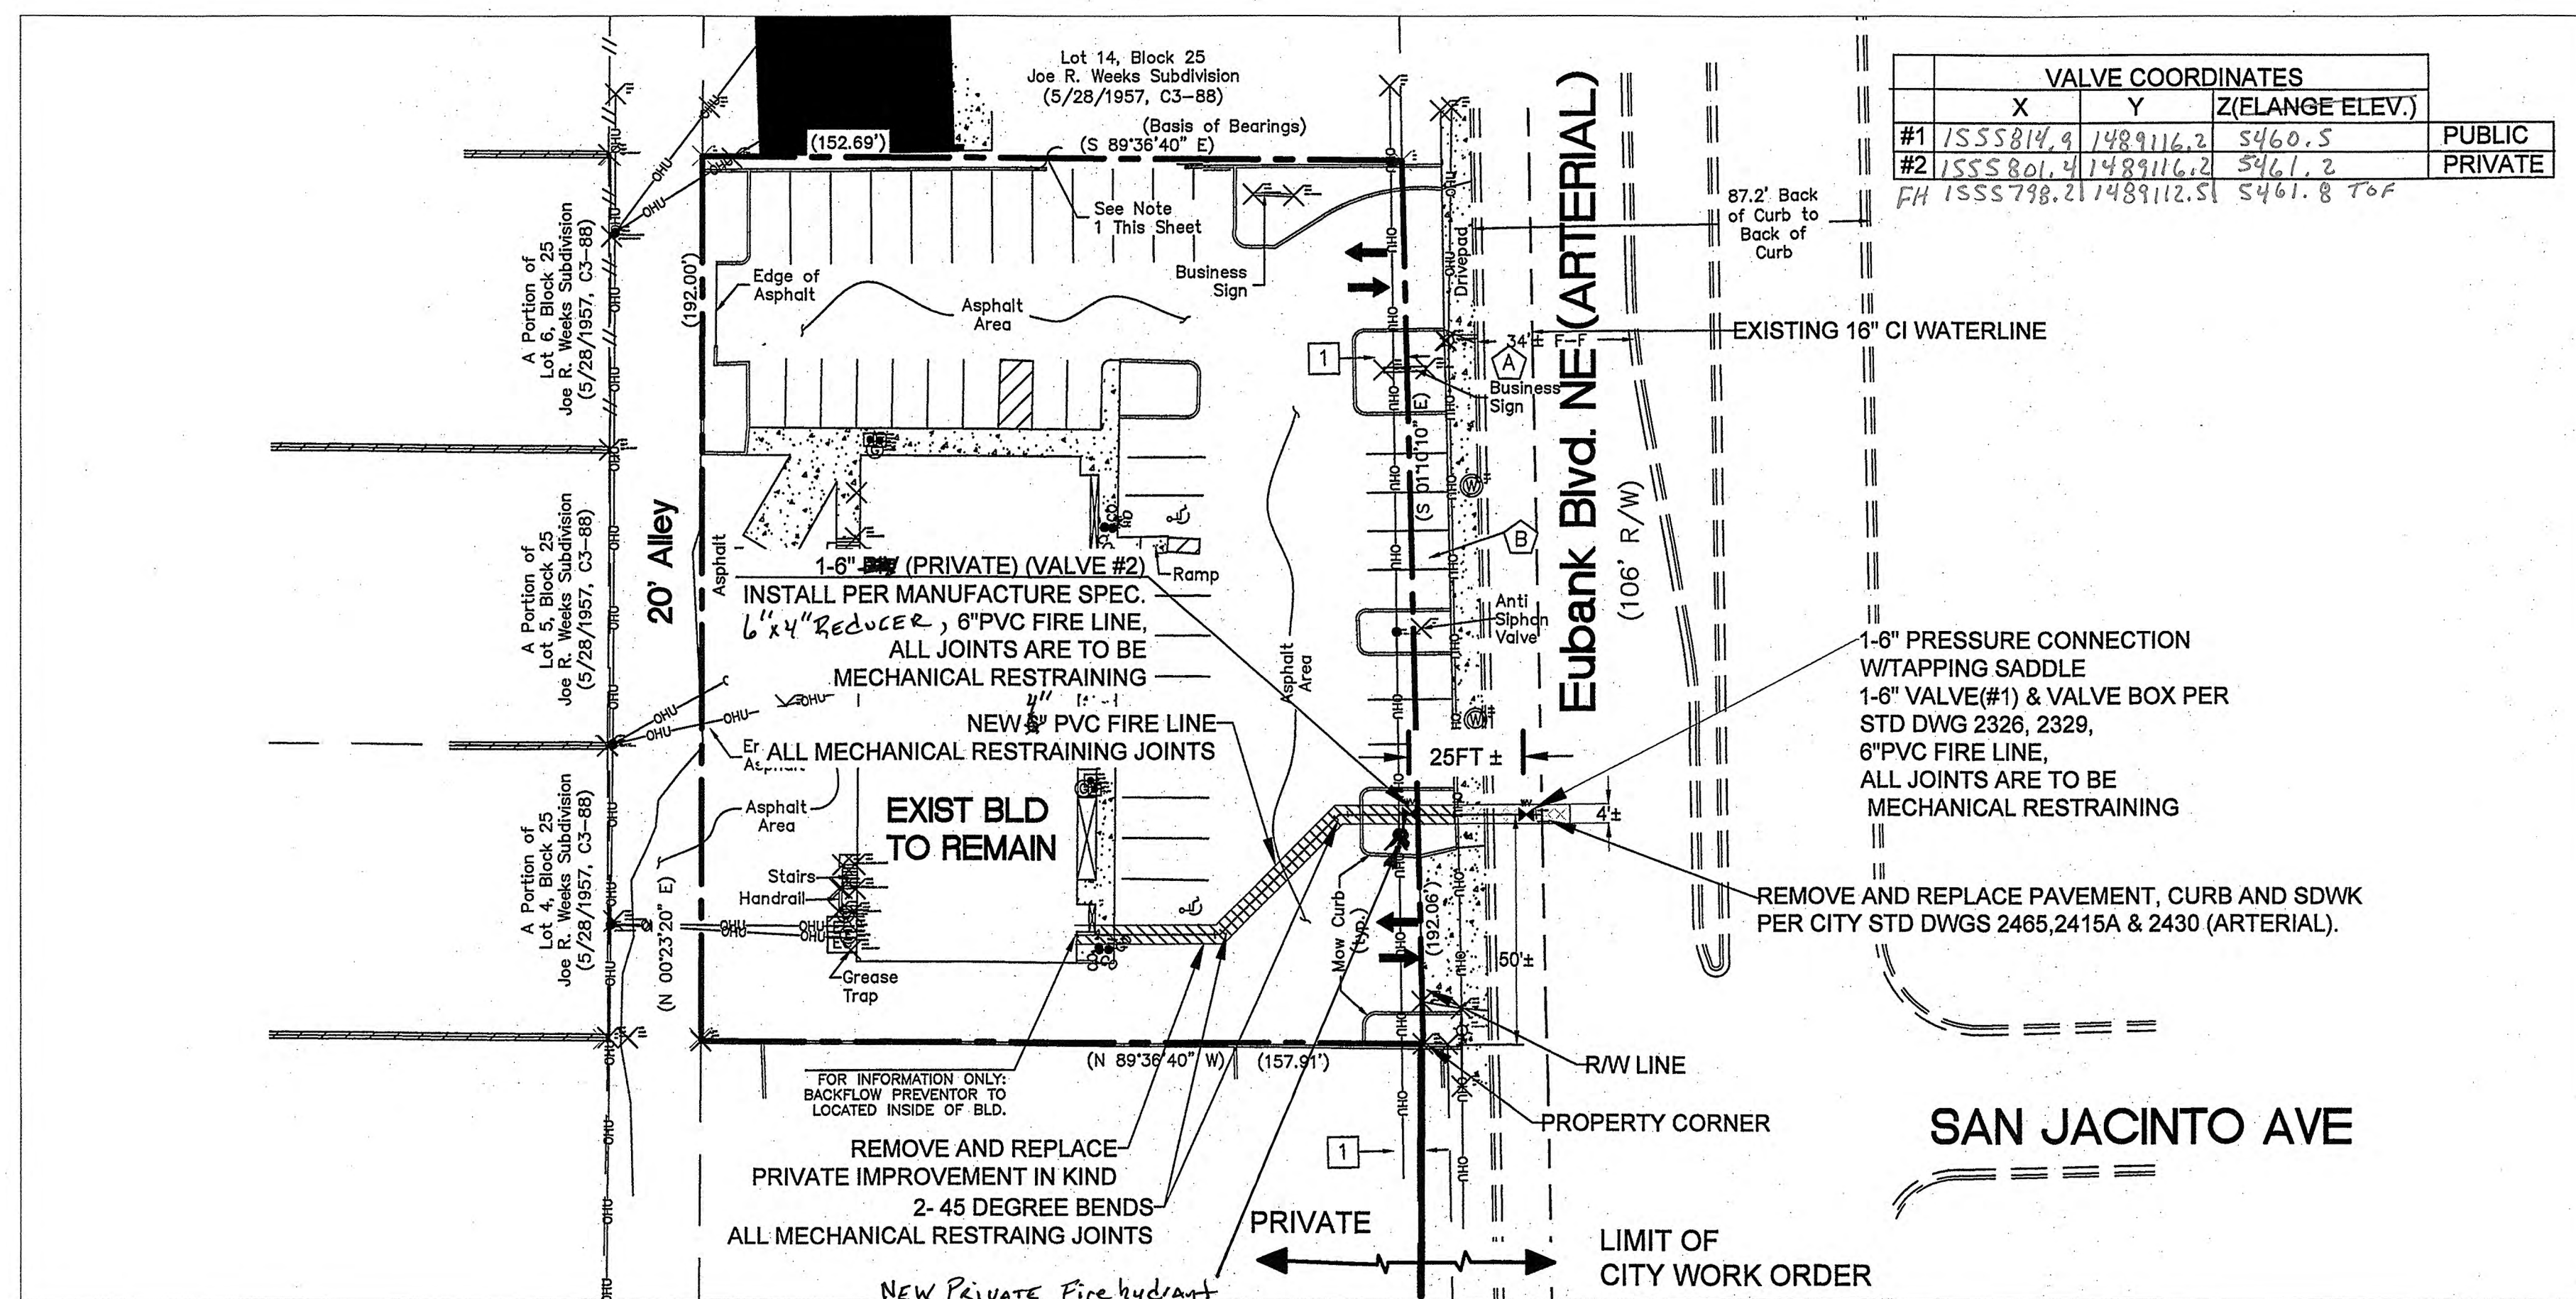 Lot 14, Block 25
Joe R. Weeks Subdivision
(5/28/1957, C3-88)
(Basis of Bearings)
(152.69')
(S 89°36'40" E)
VALVE COORDINATES
X Y Z(FLANGE ELEV.)
#1 1555814.9 1489116.2 5460.5 PUBLIC
#2 1555801.4 1489116.2 5461.2 PRIVATE
FH 1555798.2 1489112.5 5461.8 TOF
87.2' Back
of Curb to
Back of
Curb
See Note
1 This Sheet
Business
Sign
Drivepad
Edge of
Asphalt
Asphalt
Area
(192.00')
A Portion of
Lot 6, Block 25
Joe R. Weeks Subdivision
(5/28/1957, C3-88)
EXISTING 16" CI WATERLINE
34'± F-F
1
A
Business
Sign
Eubank Blvd. NE (ARTERIAL)
(106' R/W)
(S 01°10'10" E)
B
W
20' Alley
Asphalt
A Portion of
Lot 5, Block 25
Joe R. Weeks Subdivision
(5/28/1957, C3-88)
Ramp
1-6" (PRIVATE) (VALVE #2)
INSTALL PER MANUFACTURE SPEC.
6"x4" REDUCER, 6"PVC FIRE LINE,
ALL JOINTS ARE TO BE
MECHANICAL RESTRAINING
4"
NEW 6" PVC FIRE LINE
ALL MECHANICAL RESTRAINING JOINTS
Asphalt
Area
Anti
Siphon
Valve
W
25FT ±
1-6" PRESSURE CONNECTION
W/TAPPING SADDLE
1-6" VALVE(#1) & VALVE BOX PER
STD DWG 2326, 2329,
6"PVC FIRE LINE,
ALL JOINTS ARE TO BE
MECHANICAL RESTRAINING
4'±
REMOVE AND REPLACE PAVEMENT, CURB AND SDWK
PER CITY STD DWGS 2465,2415A & 2430 (ARTERIAL).
EXIST BLD
TO REMAIN
Asphalt
Area
Stairs
Handrail
Grease
Trap
A Portion of
Lot 4, Block 25
Joe R. Weeks Subdivision
(5/28/1957, C3-88)
(N 00°23'20" E)
Mow Curb
(typ.)
(192.06')
50'±
(N 89°36'40" W)
(157.91')
FOR INFORMATION ONLY:
BACKFLOW PREVENTOR TO
LOCATED INSIDE OF BLD.
R/W LINE
PROPERTY CORNER
SAN JACINTO AVE
REMOVE AND REPLACE
PRIVATE IMPROVEMENT IN KIND
2- 45 DEGREE BENDS
ALL MECHANICAL RESTRAING JOINTS
1
PRIVATE
LIMIT OF
CITY WORK ORDER
NEW PRIVATE Fire hydrant